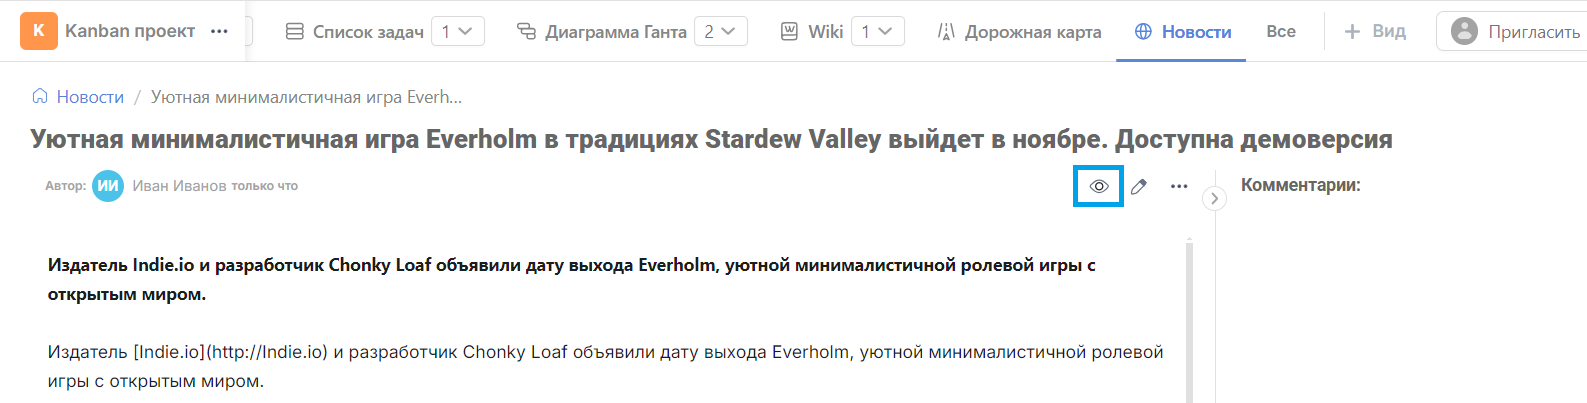 К Kanban проект ··· Список задач 1 Диаграмма Ганта 2 Wiki 1 Дорожная карта Новости Все + Вид Пригласить
Новости / Уютная минималистичная игра Everh...
Уютная минималистичная игра Everholm в традициях Stardew Valley выйдет в ноябре. Доступна демоверсия
Автор: ИИ Иван Иванов только что
Комментарии:
Издатель Indie.io и разработчик Chonky Loaf объявили дату выхода Everholm, уютной минималистичной ролевой игры с
открытым миром.
Издатель [Indie.io](http://Indie.io) и разработчик Chonky Loaf объявили дату выхода Everholm, уютной минималистичной ролевой
игры с открытым миром.